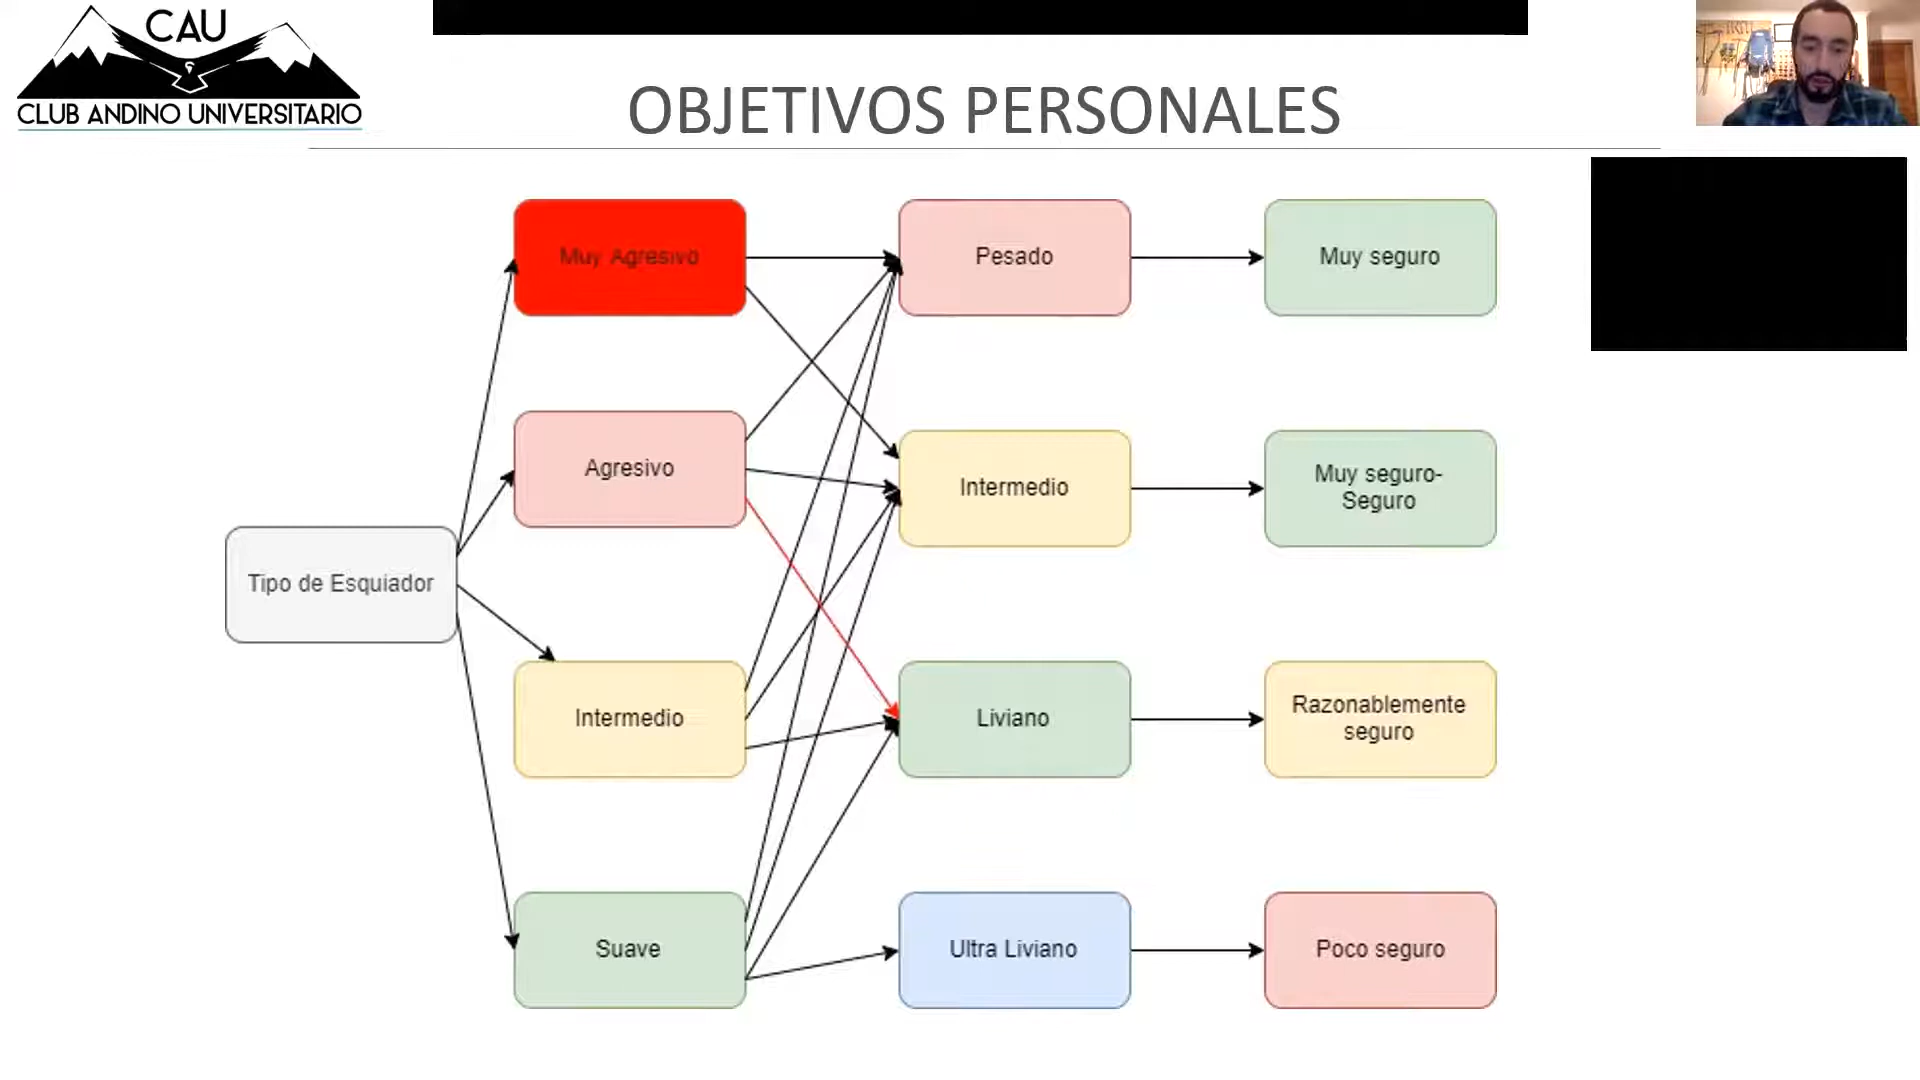 CAU
CLUB ANDINO UNIVERSITARIO
OBJETIVOS PERSONALES
Muy Agresivo
Pesado
Muy seguro
Agresivo
Intermedio
Muy seguro-
Seguro
Tipo de Esquiador
Intermedio
Liviano
Razonablemente
seguro
Suave
Ultra Liviano
Poco seguro